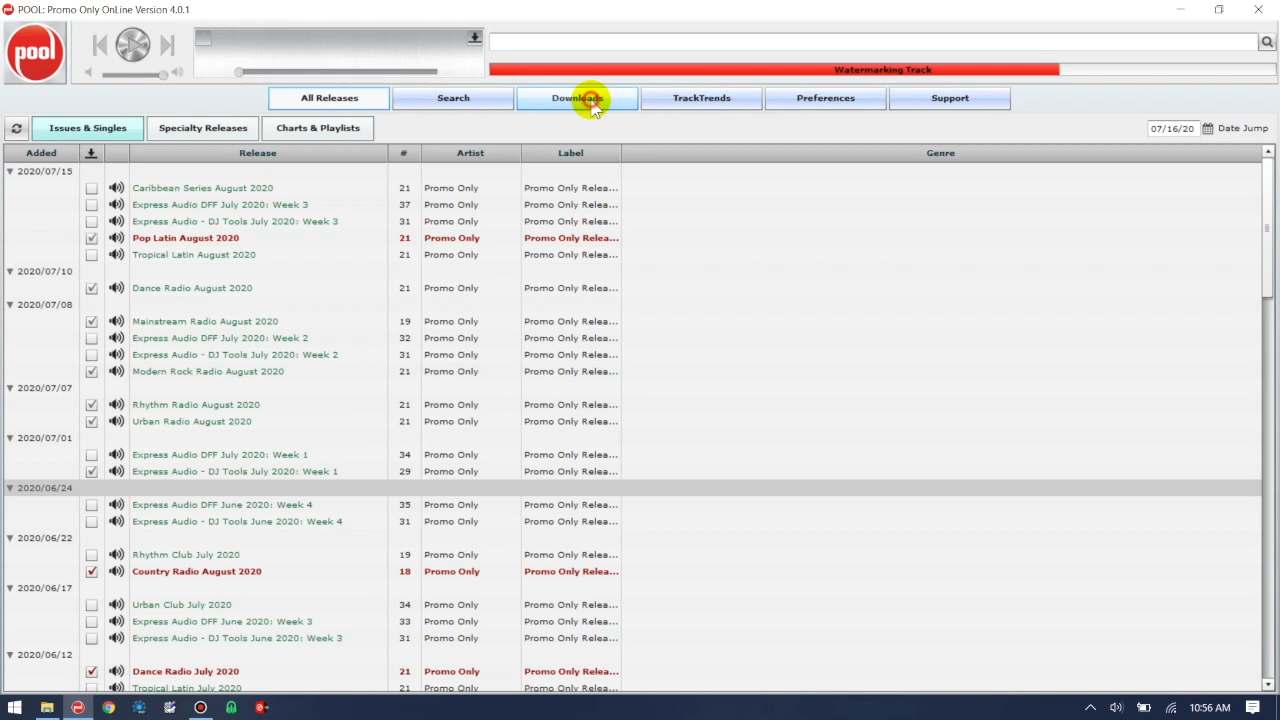 POOL: Promo Only OnLine Version 4.0.1
pool
Watermarking Track
All Releases Search Downloads TrackTrends Preferences Support
Issues & Singles Specialty Releases Charts & Playlists 07/16/20 Date Jump
Added Release # Artist Label Genre
2020/07/15
Caribbean Series August 2020 21 Promo Only Promo Only Relea...
Express Audio DFF July 2020: Week 3 37 Promo Only Promo Only Relea...
Express Audio - DJ Tools July 2020: Week 3 31 Promo Only Promo Only Relea...
Pop Latin August 2020 21 Promo Only Promo Only Relea...
Tropical Latin August 2020 21 Promo Only Promo Only Relea...
2020/07/10
Dance Radio August 2020 21 Promo Only Promo Only Relea...
2020/07/08
Mainstream Radio August 2020 19 Promo Only Promo Only Relea...
Express Audio DFF July 2020: Week 2 32 Promo Only Promo Only Relea...
Express Audio - DJ Tools July 2020: Week 2 31 Promo Only Promo Only Relea...
Modern Rock Radio August 2020 21 Promo Only Promo Only Relea...
2020/07/07
Rhythm Radio August 2020 21 Promo Only Promo Only Relea...
Urban Radio August 2020 21 Promo Only Promo Only Relea...
2020/07/01
Express Audio DFF July 2020: Week 1 34 Promo Only Promo Only Relea...
Express Audio - DJ Tools July 2020: Week 1 29 Promo Only Promo Only Relea...
2020/06/24
Express Audio DFF June 2020: Week 4 35 Promo Only Promo Only Relea...
Express Audio - DJ Tools June 2020: Week 4 31 Promo Only Promo Only Relea...
2020/06/22
Rhythm Club July 2020 19 Promo Only Promo Only Relea...
Country Radio August 2020 18 Promo Only Promo Only Relea...
2020/06/17
Urban Club July 2020 34 Promo Only Promo Only Relea...
Express Audio DFF June 2020: Week 3 33 Promo Only Promo Only Relea...
Express Audio - DJ Tools June 2020: Week 3 31 Promo Only Promo Only Relea...
2020/06/12
Dance Radio July 2020 21 Promo Only Promo Only Relea...
Tropical Latin July 2020 21 Promo Only Promo Only Relea...
10:56 AM